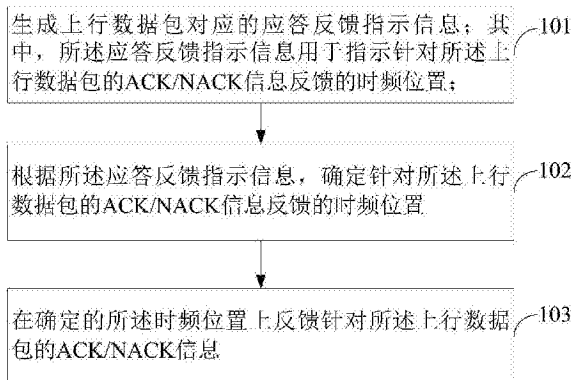 生成上行数据包对应的应答反馈指示信息；其
中，所述应答反馈指示信息用于指示针对所述上
行数据包的ACK/NACK信息反馈的时频位置；
101
根据所述应答反馈指示信息，确定针对所述上行
数据包的ACK/NACK信息反馈的时频位置
102
在确定的所述时频位置上反馈针对所述上行数据
包的ACK/NACK信息
103